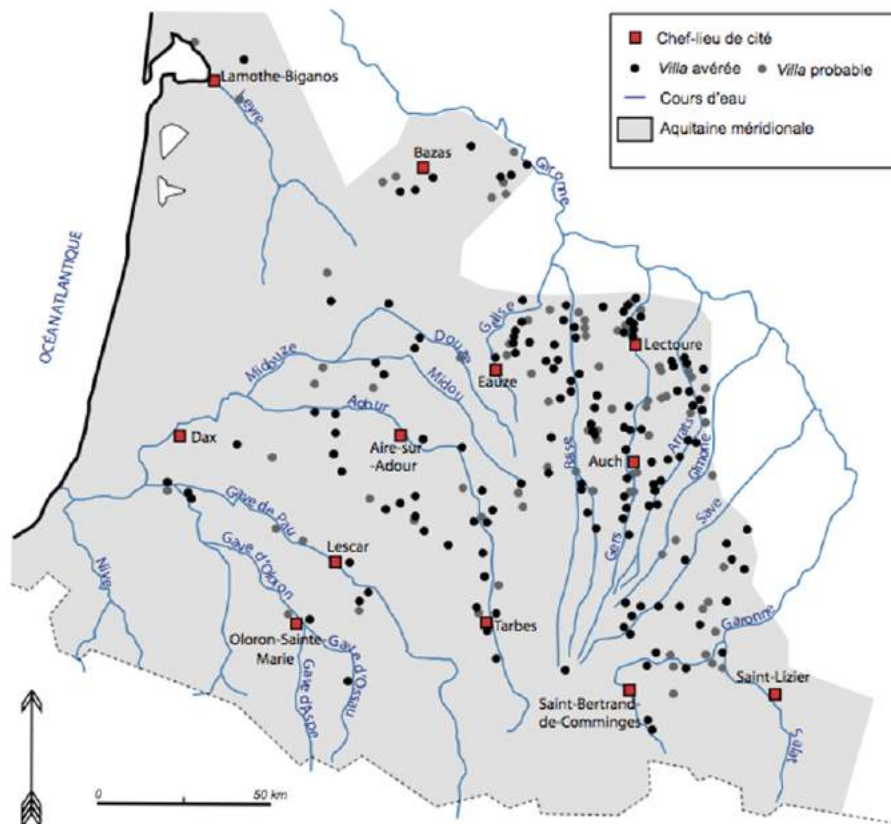 Chef-lieu de cité
Villa avérée
Villa probable
Cours d'eau
Aquitaine méridionale
Lamothe-Biganos
Leyre
Bazas
Garonne
OCÉAN ATLANTIQUE
Midouze
Douze
Midou
Gélise
Eauze
Lectoure
Adour
Dax
Aire-sur
-Adour
Baïse
Auch
Arrats
Gimone
Save
Gers
Gave de Pau
Lescar
Gave d'Oloron
Nive
Oloron-Sainte-
Marie
Gave d'Ossau
Gave d'Aspe
Tarbes
Garonne
Saint-Bertrand-
de-Comminges
Saint-Lizier
Salat
0
50 km